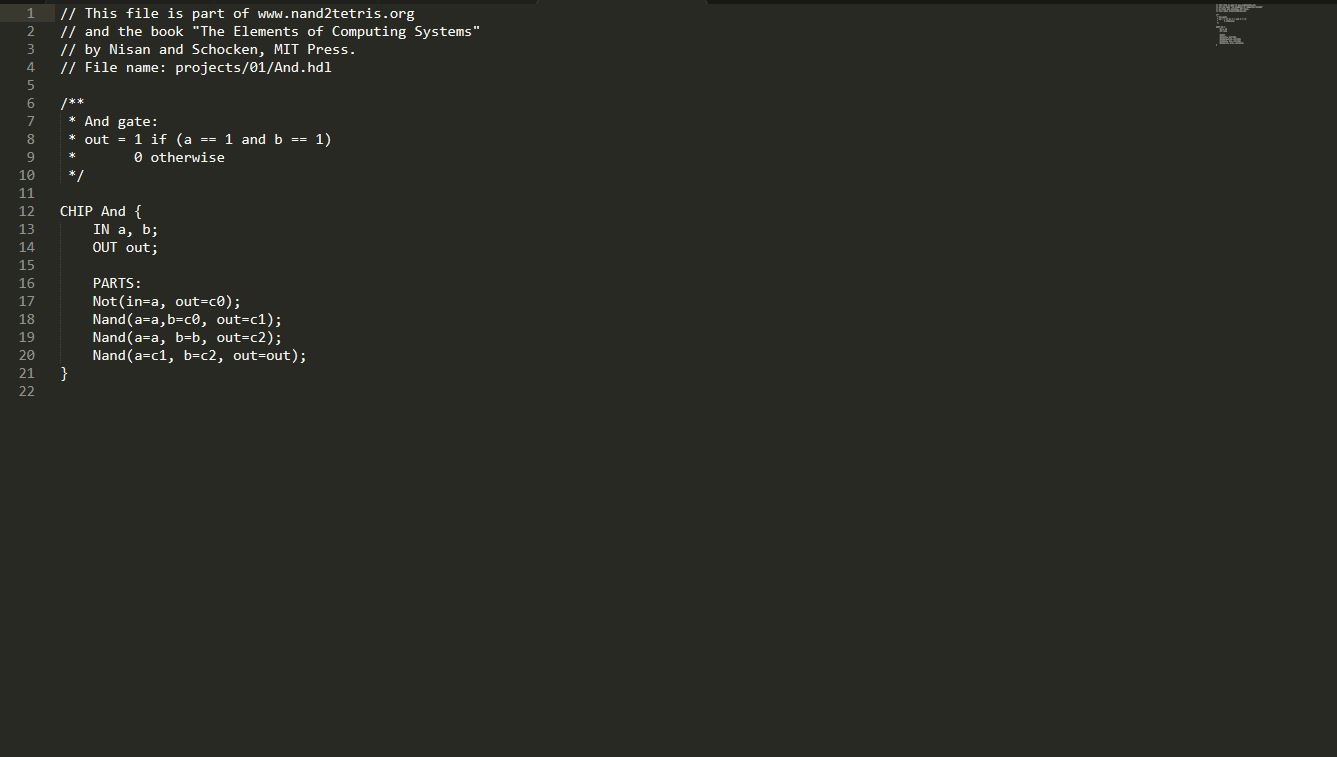 1 // This file is part of www.nand2tetris.org
2 // and the book "The Elements of Computing Systems"
3 // by Nisan and Schocken, MIT Press.
4 // File name: projects/01/And.hdl
5
6 /**
7  * And gate:
8  * out = 1 if (a == 1 and b == 1)
9  *       0 otherwise
10  */
11
12 CHIP And {
13     IN a, b;
14     OUT out;
15
16     PARTS:
17     Not(in=a, out=c0);
18     Nand(a=a,b=c0, out=c1);
19     Nand(a=a, b=b, out=c2);
20     Nand(a=c1, b=c2, out=out);
21 }
22